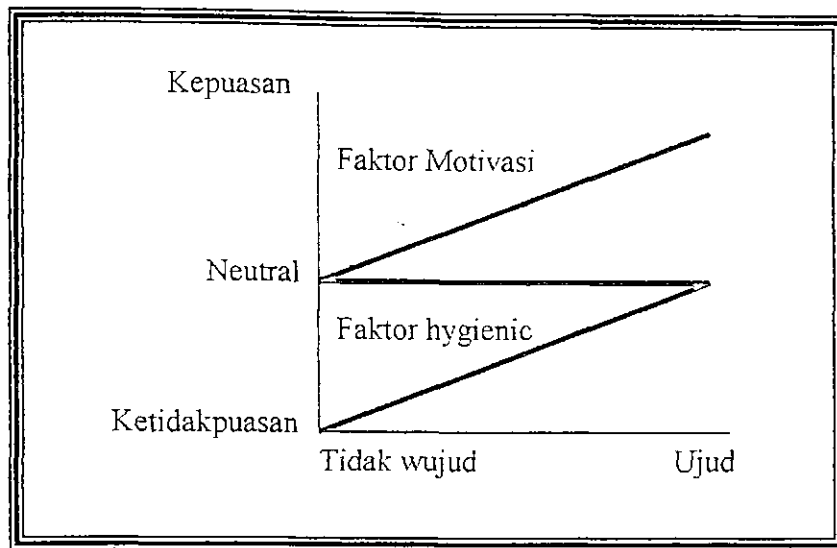 Kepuasan
Faktor Motivasi
Neutral
Faktor hygienic
Ketidakpuasan
Tidak wujud Ujud